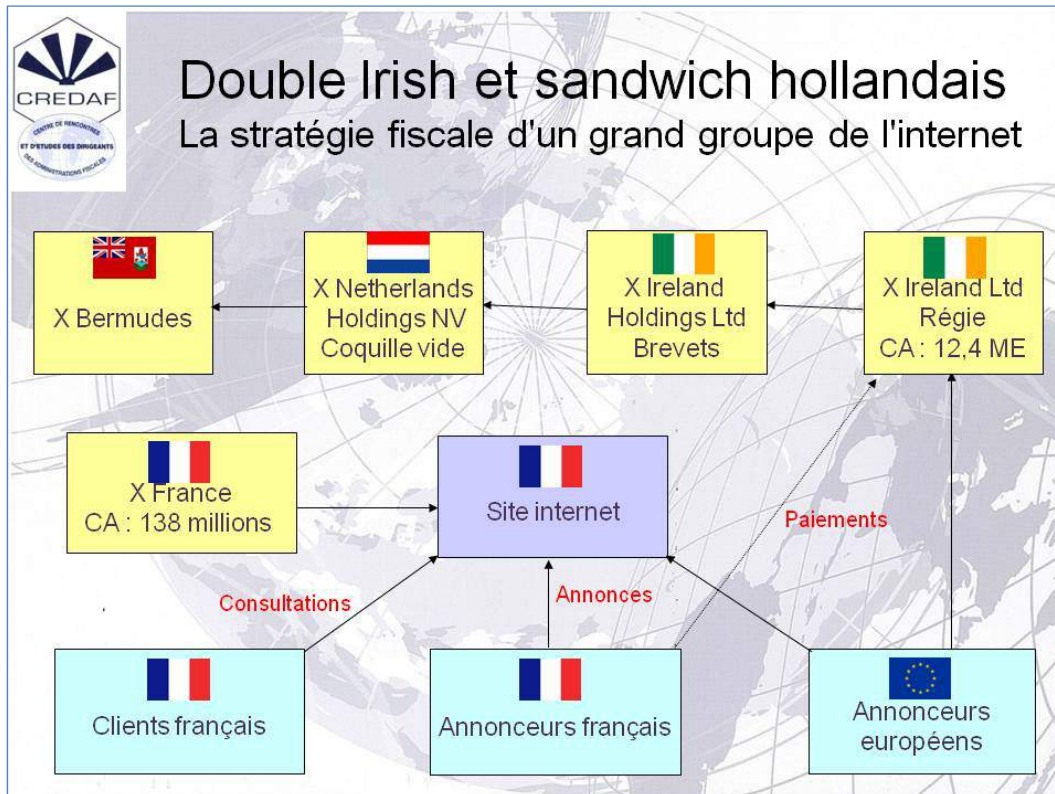 CREDAF
CENTRE DE RENCONTRES
ET D'ETUDES DES DIRIGEANTS
DES ADMINISTRATIONS FISCALES
Double Irish et sandwich hollandais
La stratégie fiscale d'un grand groupe de l'internet
X Bermudes
X Netherlands
Holdings NV
Coquille vide
X Ireland
Holdings Ltd
Brevets
X Ireland Ltd
Régie
CA : 12,4 ME
X France
CA : 138 millions
Site internet
Paiements
Consultations
Annonces
Clients français
Annonceurs français
Annonceurs
européens